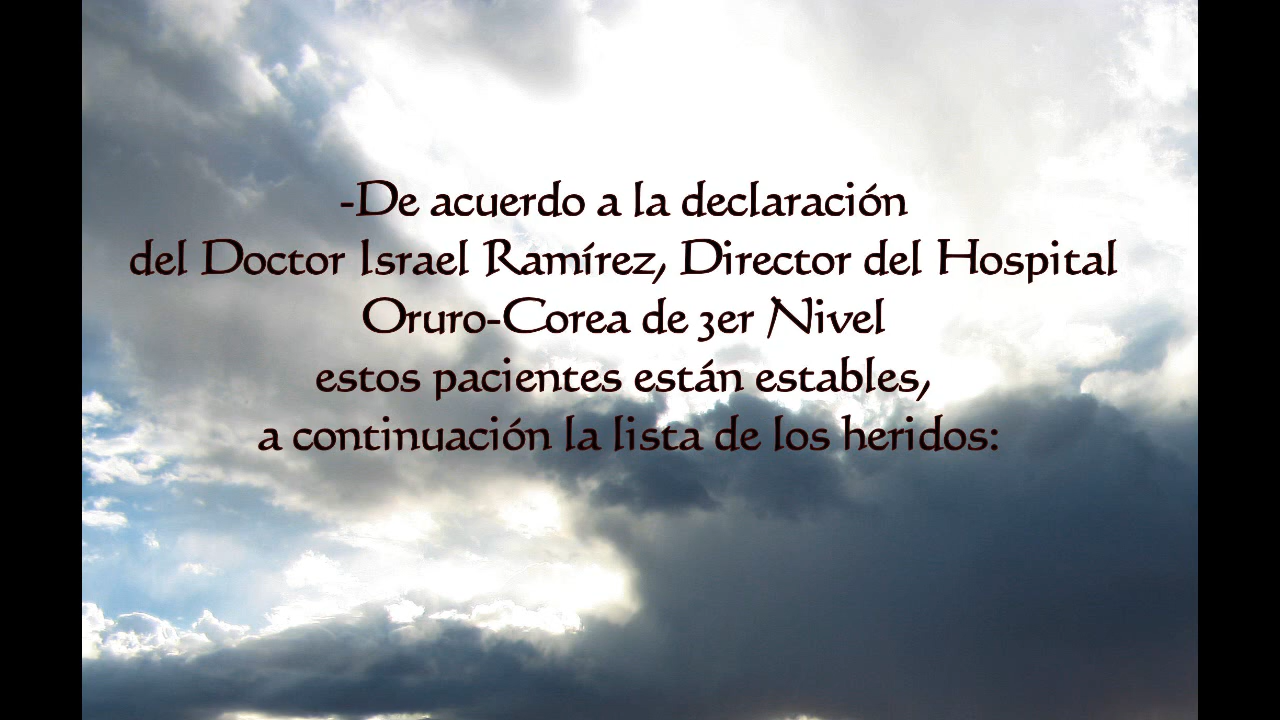 -De acuerdo a la declaración
del Doctor Israel Ramírez, Director del Hospital
Oruro-Corea de 3er Nivel
estos pacientes están estables,
a continuación la lista de los heridos: